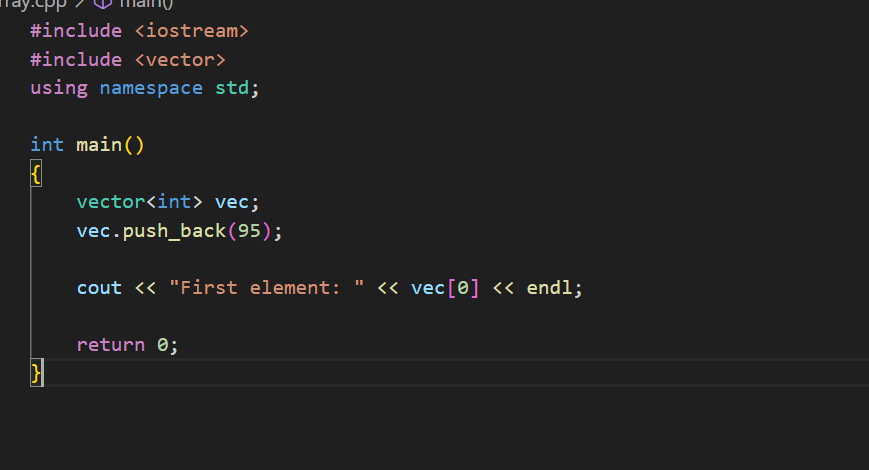 rray.cpp > main()
#include <iostream>
#include <vector>
using namespace std;
int main()
{
    vector<int> vec;
    vec.push_back(95);
    cout << "First element: " << vec[0] << endl;
    return 0;
}